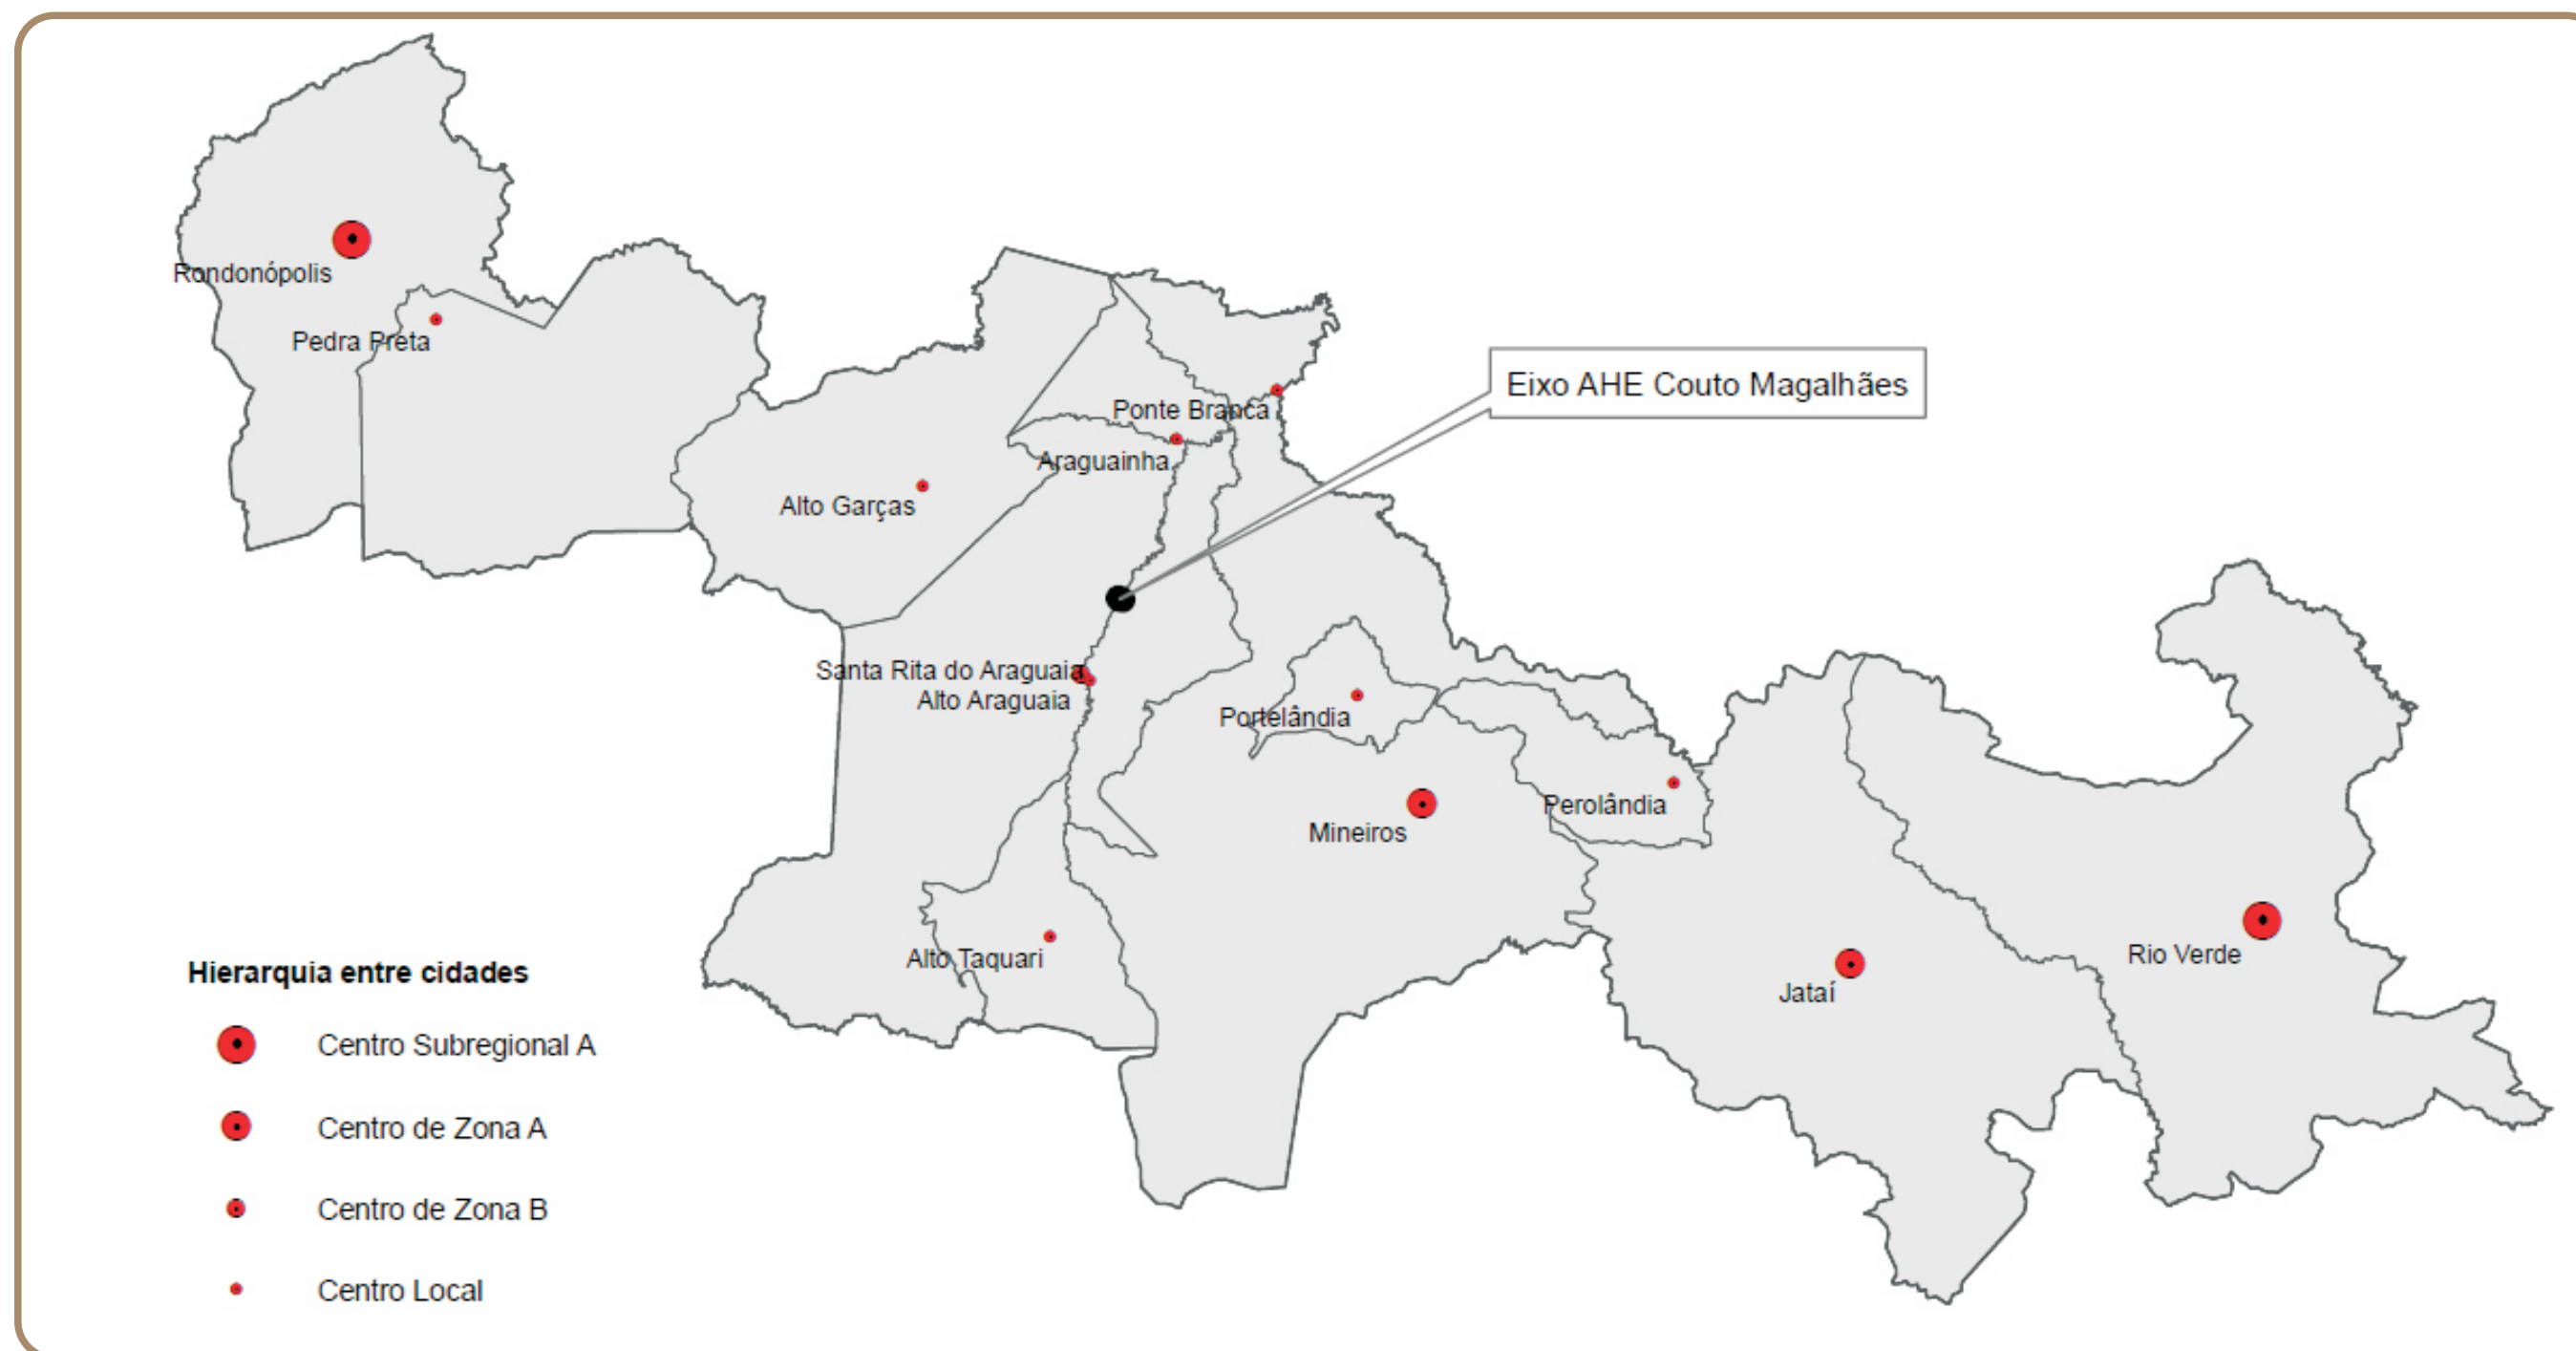 Rondonópolis
Pedra Preta
Eixo AHE Couto Magalhães
Ponte Branca
Araguainha
Alto Garças
Santa Rita do Araguaia
Alto Araguaia
Portelândia
Perolândia
Mineiros
Alto Taquari
Rio Verde
Jataí
Hierarquia entre cidades
Centro Subregional A
Centro de Zona A
Centro de Zona B
Centro Local